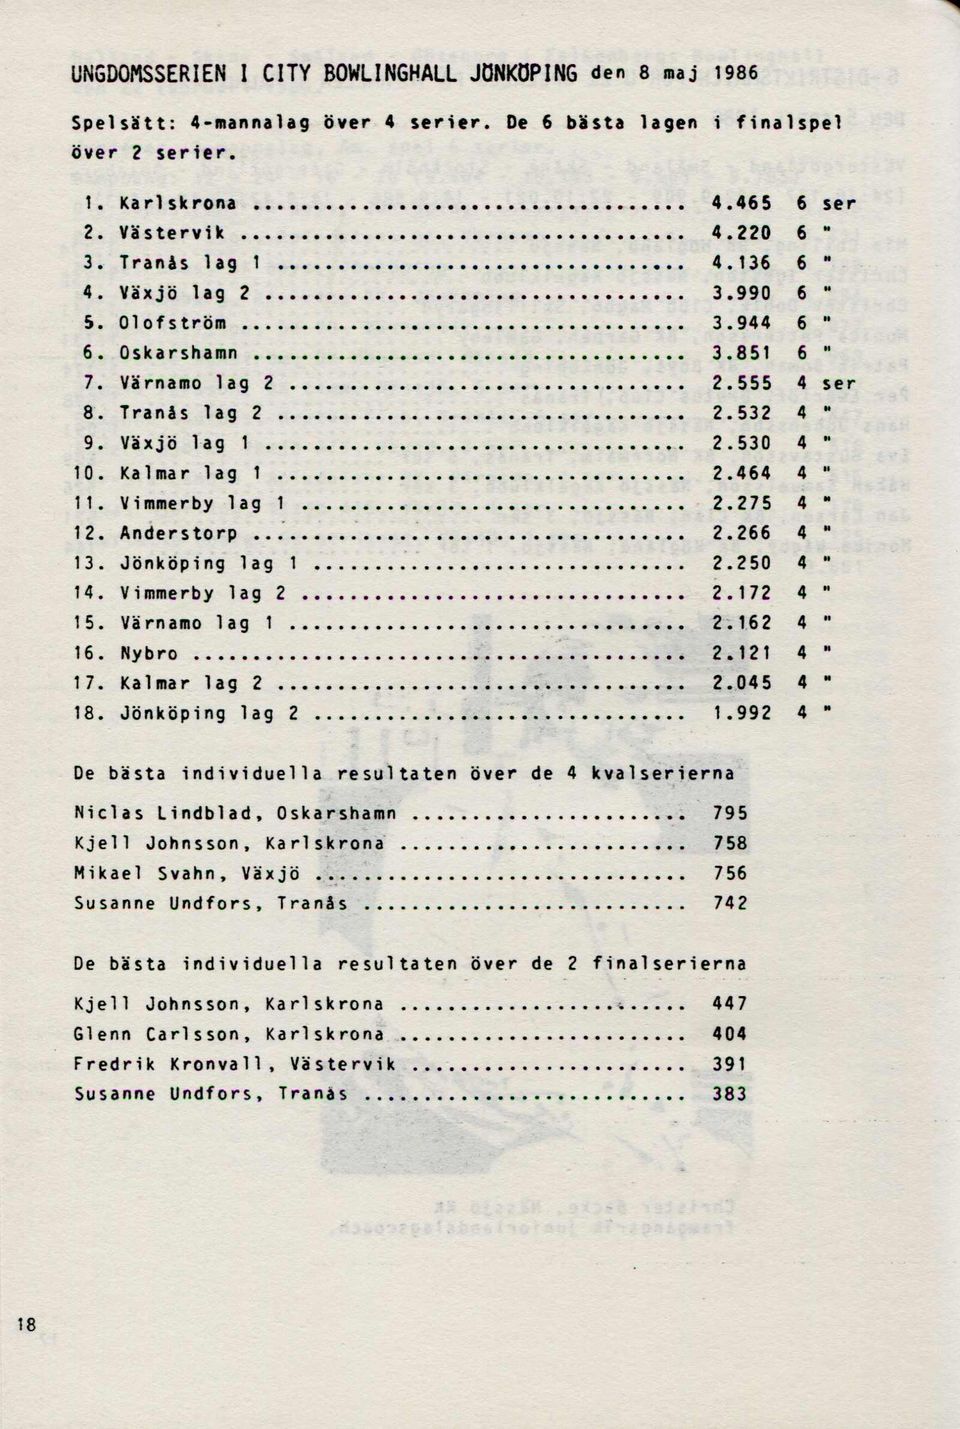 UNGDOMSSERIEN I CITY BOWLINGHALL JÖNKÖPING den 8 maj 1986
Spelsätt: 4-mannalag över 4 serier. De 6 bästa lagen i finalspel
över 2 serier.
1. Karlskrona .................................... 4.465 6 ser
2. Västervik ..................................... 4.220 6 "
3. Tranås lag 1 .................................. 4.136 6 "
4. Växjö lag 2 ................................... 3.990 6 "
5. Olofström ..................................... 3.944 6 "
6. Oskarshamn .................................... 3.851 6 "
7. Värnamo lag 2 ................................. 2.555 4 ser
8. Tranås lag 2 .................................. 2.532 4 "
9. Växjö lag 1 ................................... 2.530 4 "
10. Kalmar lag 1 .................................. 2.464 4 "
11. Vimmerby lag 1 ................................ 2.275 4 "
12. Anderstorp .................................... 2.266 4 "
13. Jönköping lag 1 ............................... 2.250 4 "
14. Vimmerby lag 2 ................................ 2.172 4 "
15. Värnamo lag 1 ................................. 2.162 4 "
16. Nybro ......................................... 2.121 4 "
17. Kalmar lag 2 .................................. 2.045 4 "
18. Jönköping lag 2 ............................... 1.992 4 "
De bästa individuella resultaten över de 4 kvalserierna
Niclas Lindblad, Oskarshamn ....................... 795
Kjell Johnsson, Karlskrona ........................ 758
Mikael Svahn, Växjö ............................... 756
Susanne Undfors, Tranås ........................... 742
De bästa individuella resultaten över de 2 finalserierna
Kjell Johnsson, Karlskrona ........................ 447
Glenn Carlsson, Karlskrona ........................ 404
Fredrik Kronvall, Västervik ....................... 391
Susanne Undfors, Tranås ........................... 383
18